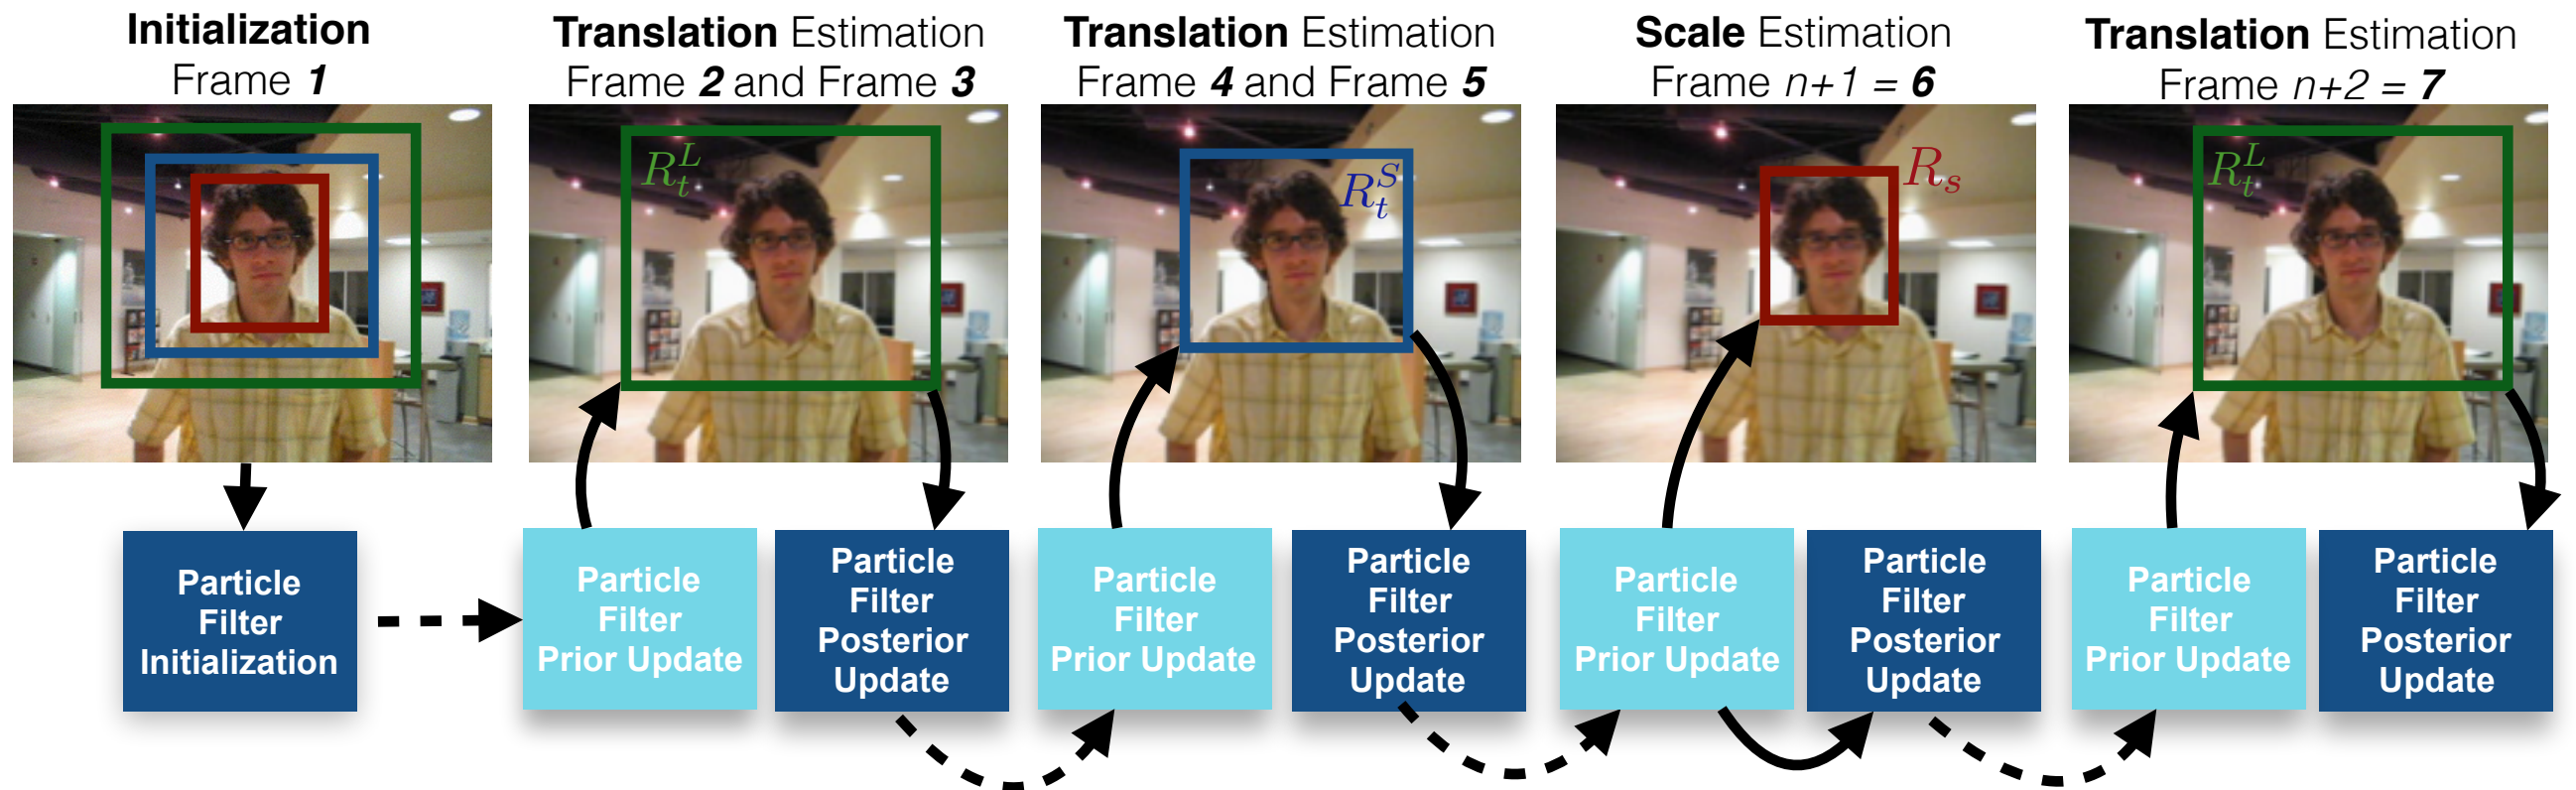 Initialization
Frame 1
Translation Estimation
Frame 2 and Frame 3
Translation Estimation
Frame 4 and Frame 5
Scale Estimation
Frame n+1 = 6
Translation Estimation
Frame n+2 = 7
R_t^L
R_t^S
R_s
R_t^L
Particle
Filter
Initialization
Particle
Filter
Prior Update
Particle
Filter
Posterior
Update
Particle
Filter
Prior Update
Particle
Filter
Posterior
Update
Particle
Filter
Prior Update
Particle
Filter
Posterior
Update
Particle
Filter
Prior Update
Particle
Filter
Posterior
Update